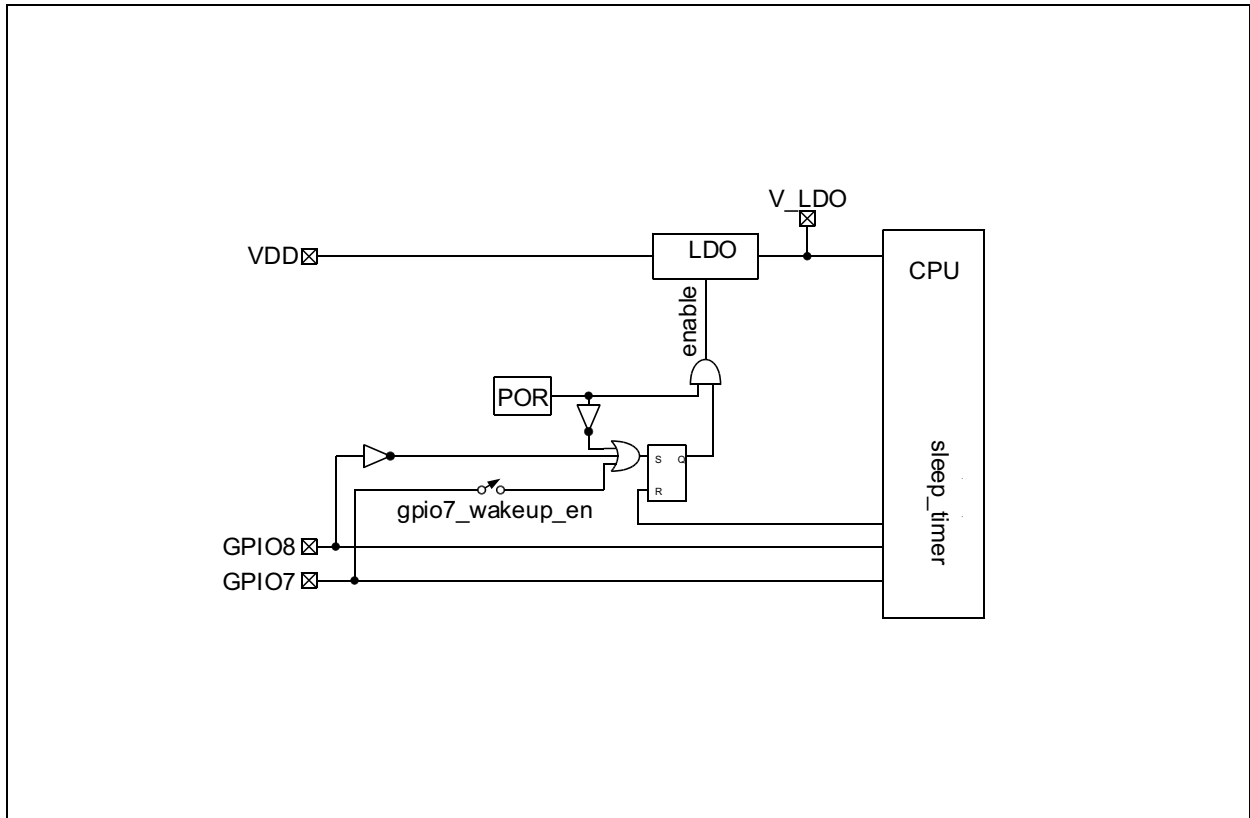 V_LDO
VDD
LDO
CPU
enable
POR
S
Q
R
gpio7_wakeup_en
sleep_timer
GPIO8
GPIO7